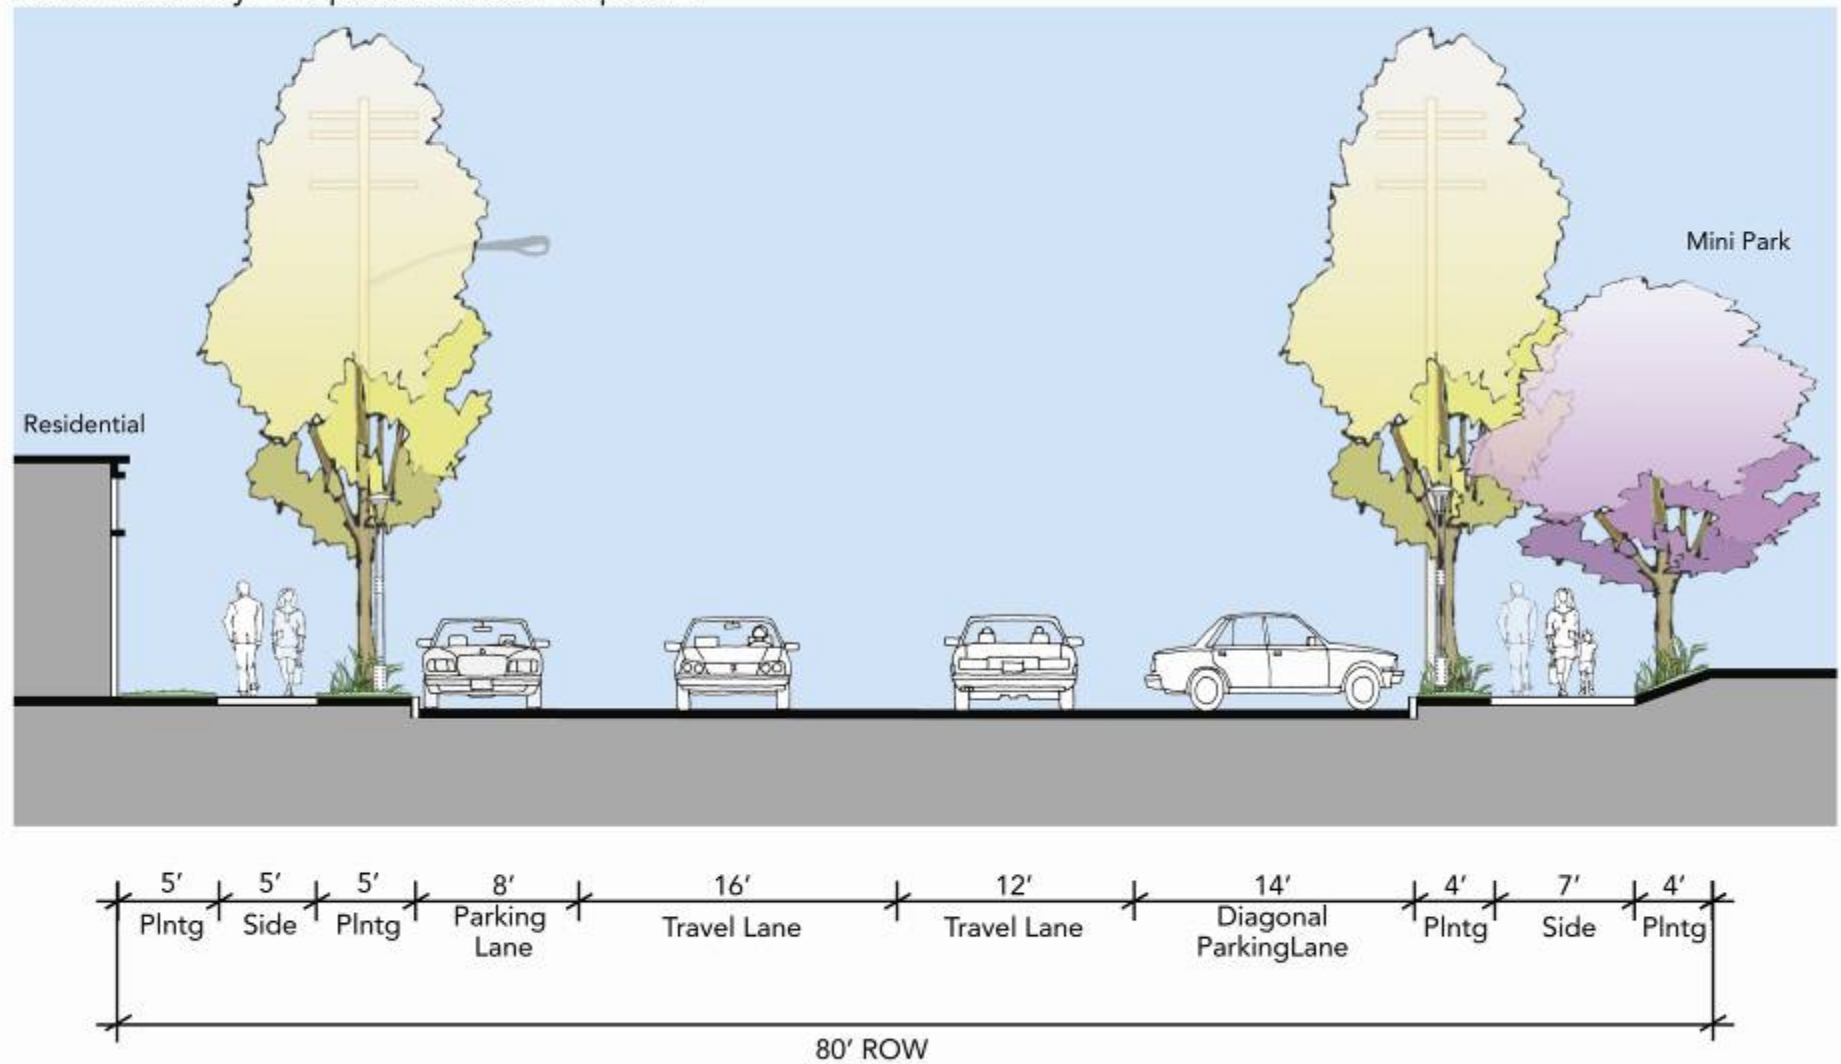 Mini Park
Residential
5' 5' 5' 8' 16' 12' 14' 4' 7' 4'
Plntg Side Plntg Parking Lane Travel Lane Travel Lane Diagonal ParkingLane Plntg Side Plntg
80' ROW